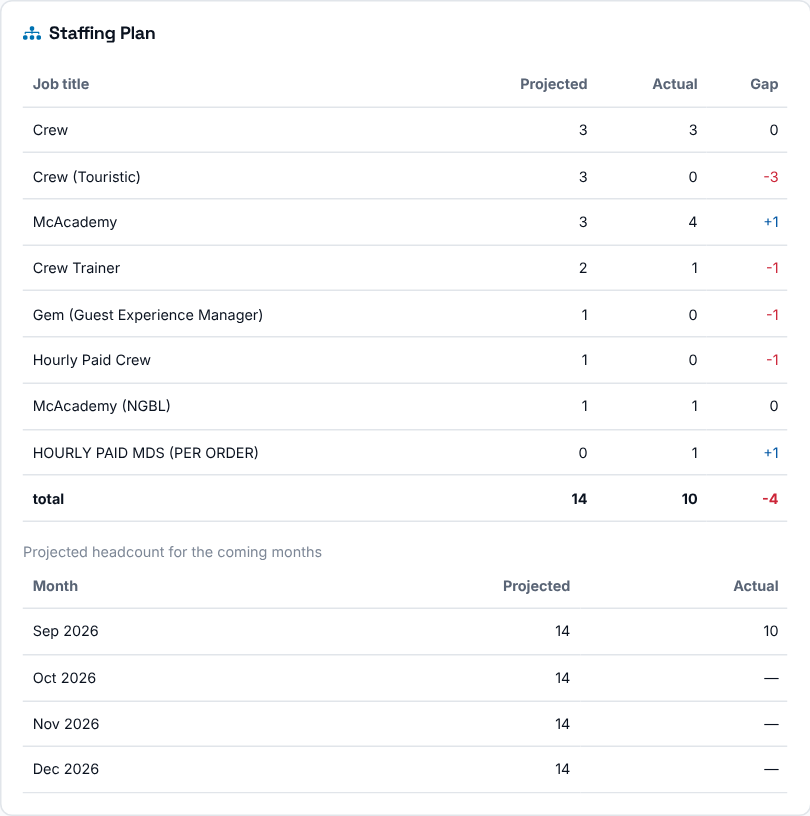 Staffing Plan
Job title Projected Actual Gap
Crew 3 3 0
Crew (Touristic) 3 0 -3
McAcademy 3 4 +1
Crew Trainer 2 1 -1
Gem (Guest Experience Manager) 1 0 -1
Hourly Paid Crew 1 0 -1
McAcademy (NGBL) 1 1 0
HOURLY PAID MDS (PER ORDER) 0 1 +1
total 14 10 -4
Projected headcount for the coming months
Month Projected Actual
Sep 2026 14 10
Oct 2026 14 —
Nov 2026 14 —
Dec 2026 14 —